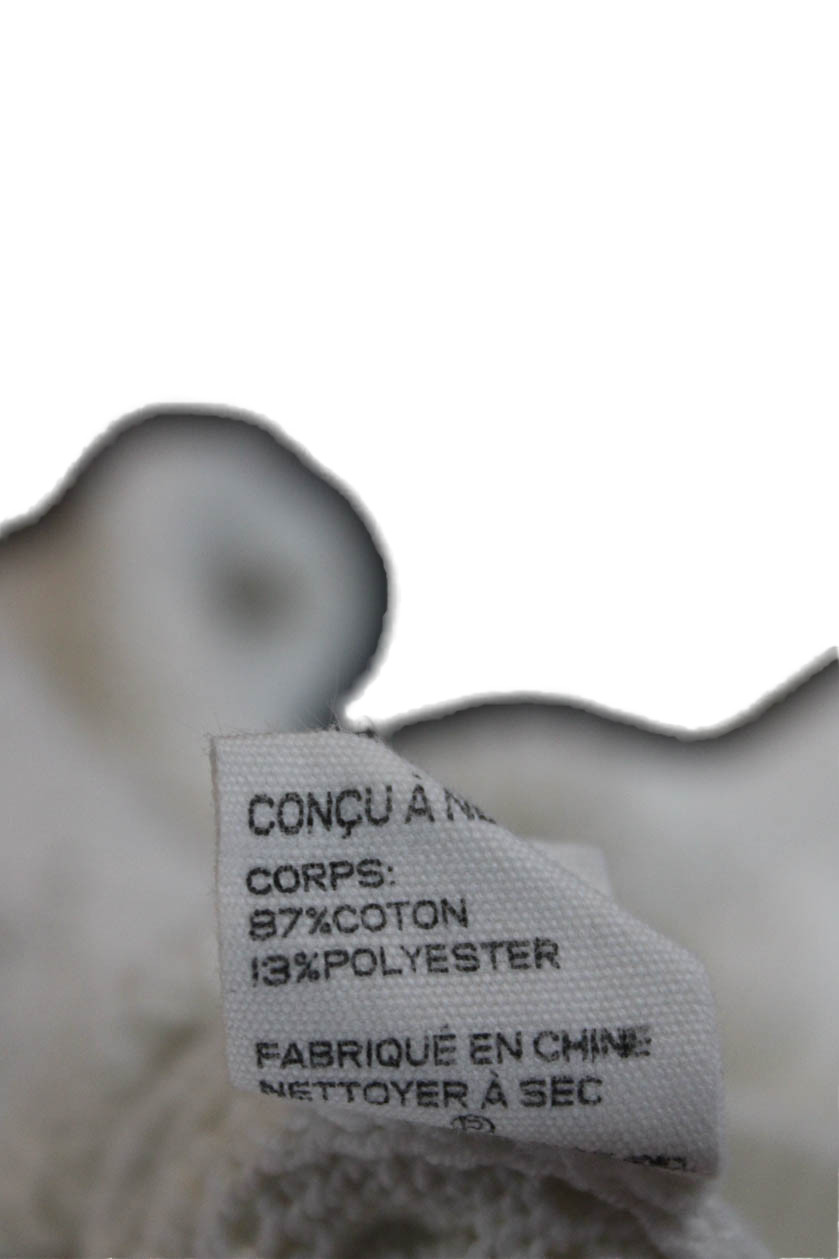 CONÇU À
CORPS:
87%COTON
13%POLYESTER
FABRIQUÉ EN CHINE
NETTOYER À SEC